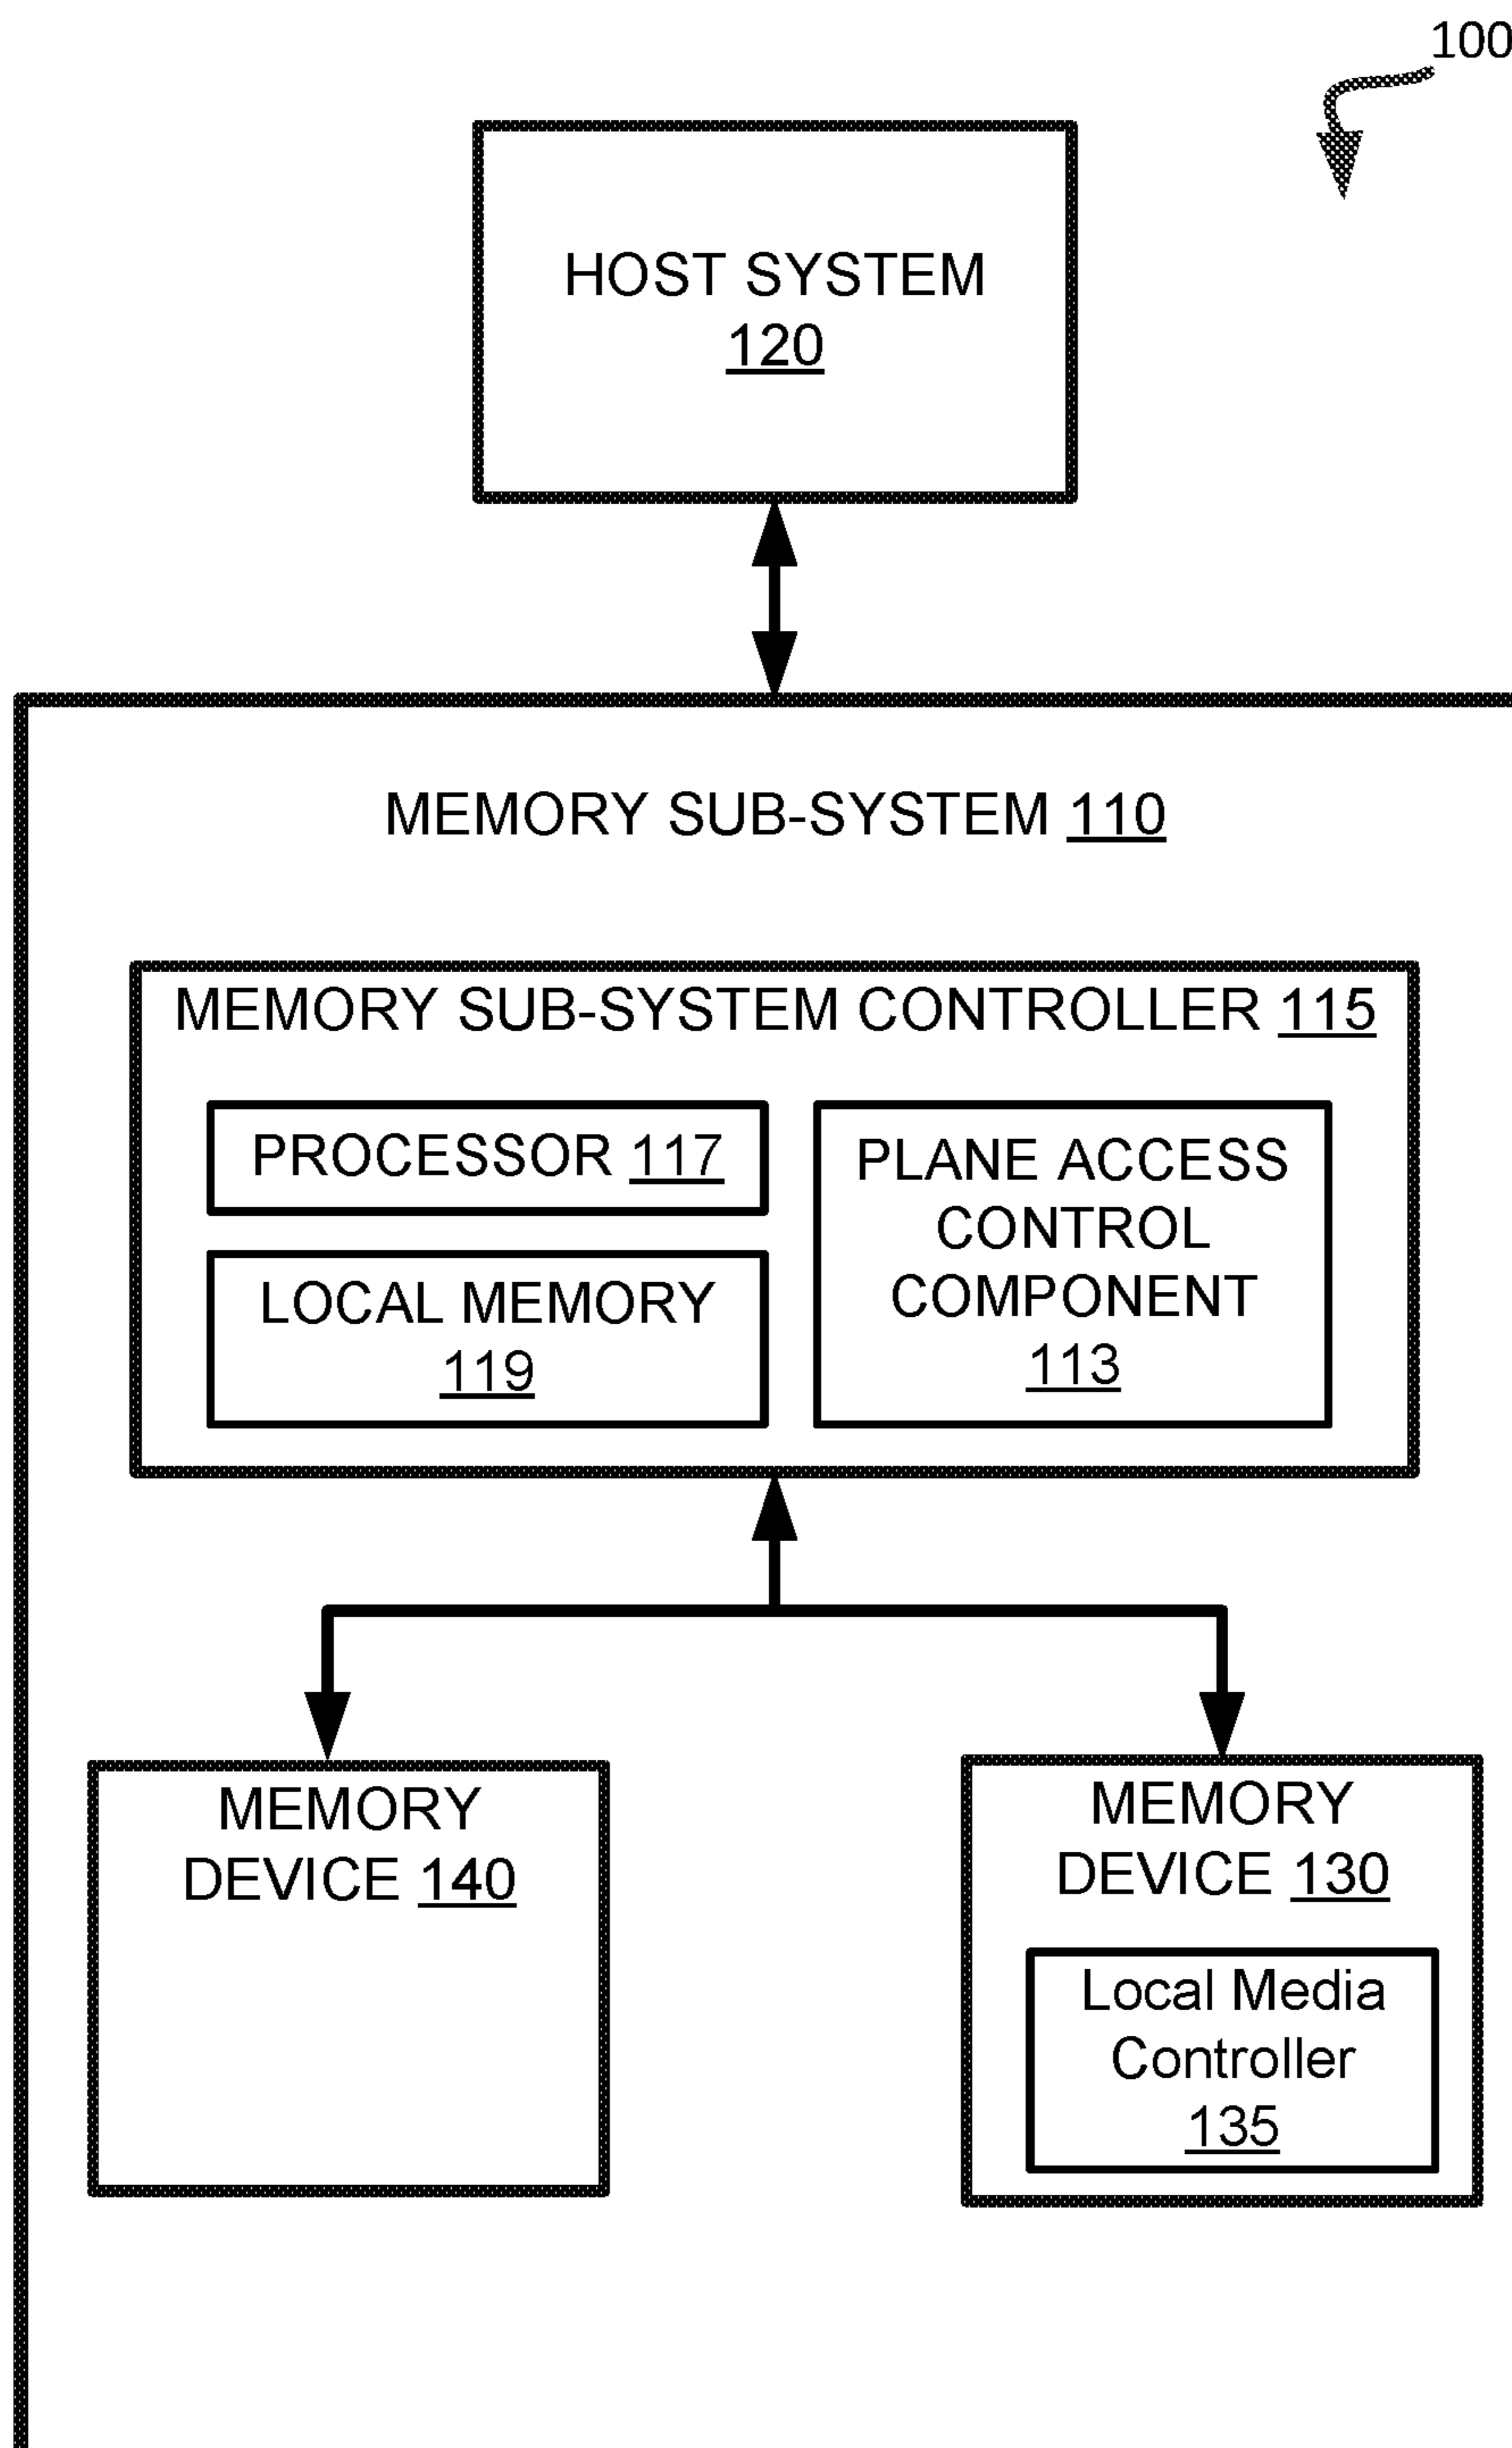 100
HOST SYSTEM
120
MEMORY SUB-SYSTEM 110
MEMORY SUB-SYSTEM CONTROLLER 115
PROCESSOR 117
LOCAL MEMORY
119
PLANE ACCESS
CONTROL
COMPONENT
113
MEMORY
DEVICE 140
MEMORY
DEVICE 130
Local Media
Controller
135